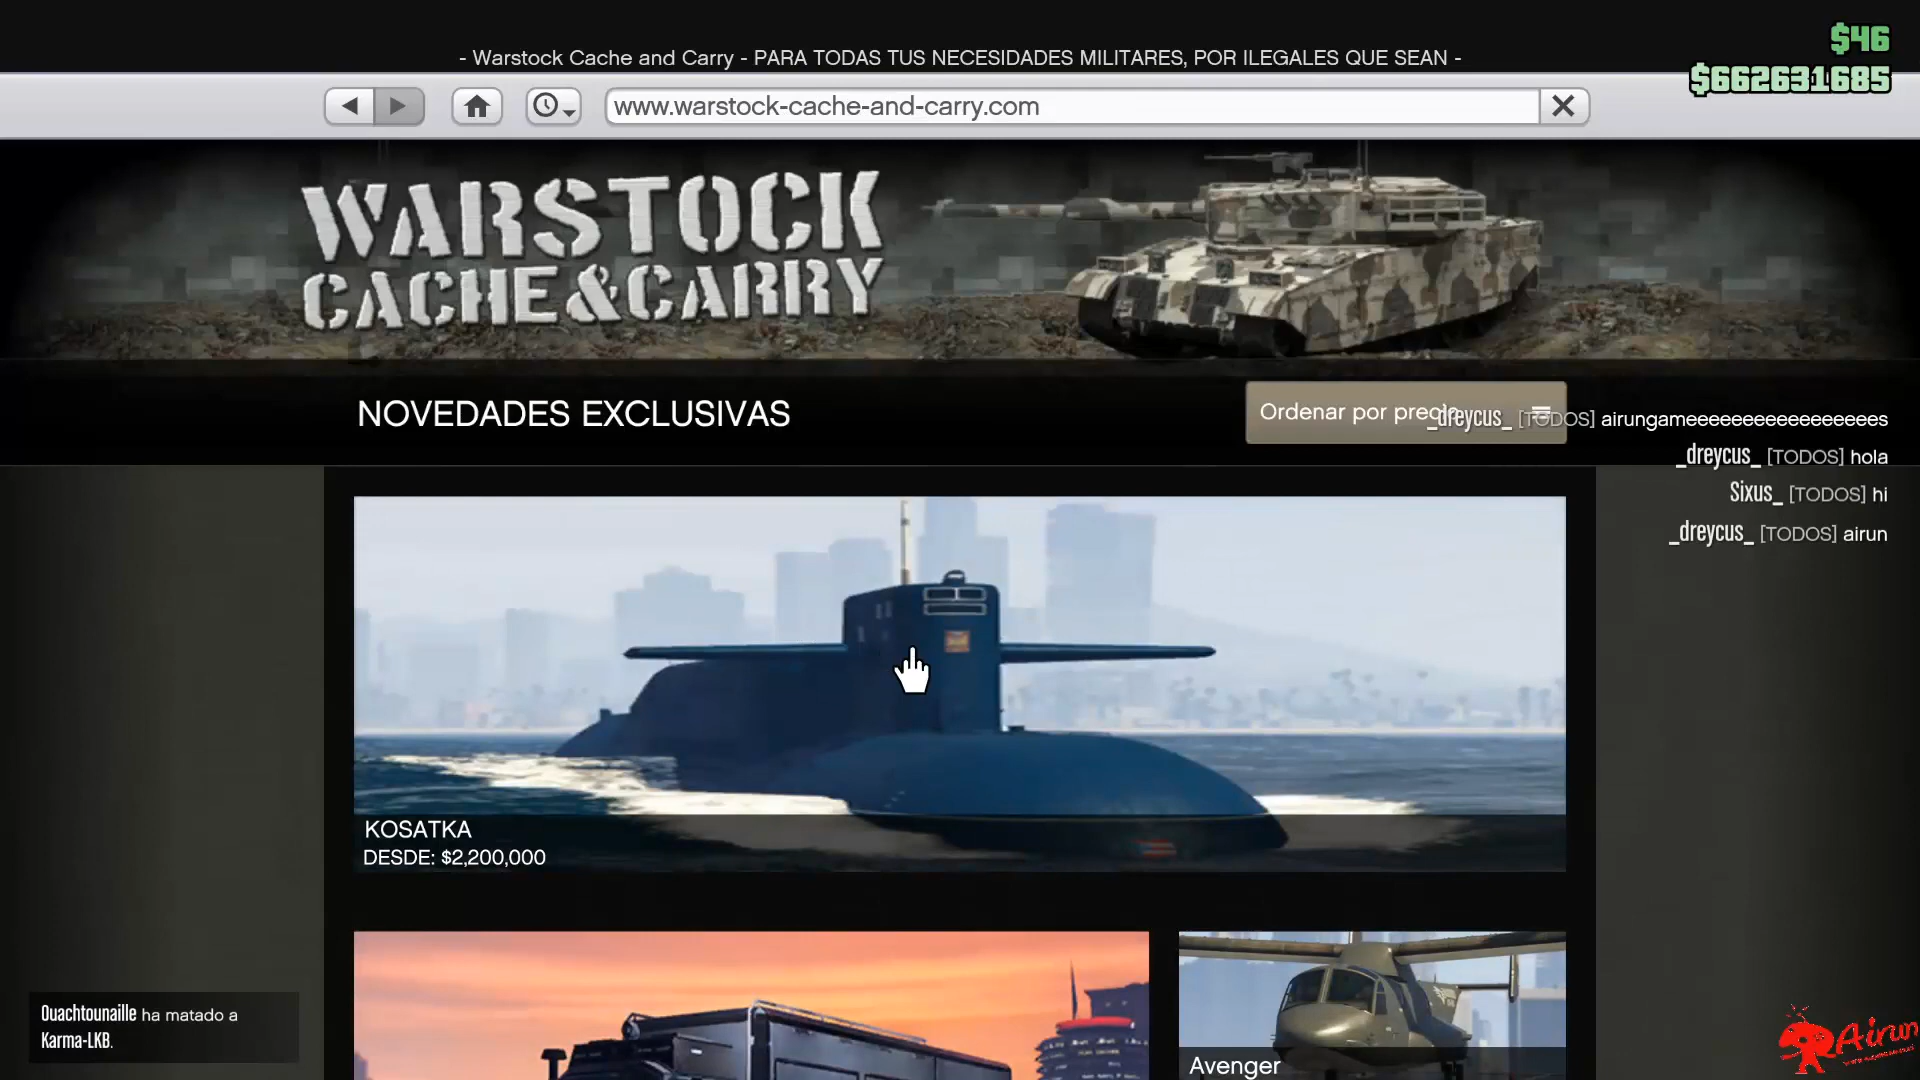 $46
- Warstock Cache and Carry - PARA TODAS TUS NECESIDADES MILITARES, POR ILEGALES QUE SEAN -
$662631685
www.warstock-cache-and-carry.com
WARSTOCK
CACHE & CARRY
NOVEDADES EXCLUSIVAS
Ordenar por precio
_dreycus_ [TODOS] airungameeeeeeeeeeeeeeeees
_dreycus_ [TODOS] hola
Sixus_ [TODOS] hi
_dreycus_ [TODOS] airun
KOSATKA
DESDE: $2,200,000
Ouachtounaille ha matado a
Karma-LKB.
Avenger
Airun